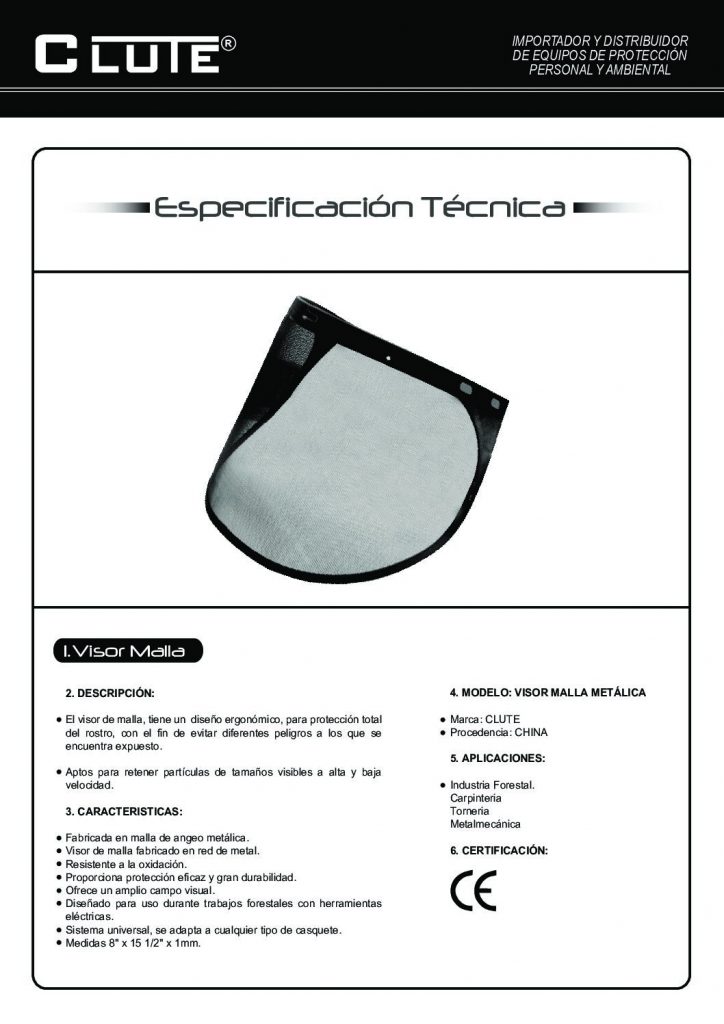 CLUTE®
IMPORTADOR Y DISTRIBUIDOR
DE EQUIPOS DE PROTECCIÓN
PERSONAL Y AMBIENTAL
Especificación Técnica
1. Visor Malla
2. DESCRIPCIÓN:
● El visor de malla, tiene un diseño ergonómico, para protección total
del rostro, con el fin de evitar diferentes peligros a los que se
encuentra expuesto.
● Aptos para retener partículas de tamaños visibles a alta y baja
velocidad.
3. CARACTERISTICAS:
● Fabricada en malla de angeo metálica.
● Visor de malla fabricado en red de metal.
● Resistente a la oxidación.
● Proporciona protección eficaz y gran durabilidad.
● Ofrece un amplio campo visual.
● Diseñado para uso durante trabajos forestales con herramientas
eléctricas.
● Sistema universal, se adapta a cualquier tipo de casquete.
● Medidas 8" x 15 1/2" x 1mm.
4. MODELO: VISOR MALLA METÁLICA
● Marca: CLUTE
● Procedencia: CHINA
5. APLICACIONES:
● Industria Forestal.
Carpinteria
Torneria
Metalmecánica
6. CERTIFICACIÓN:
CE